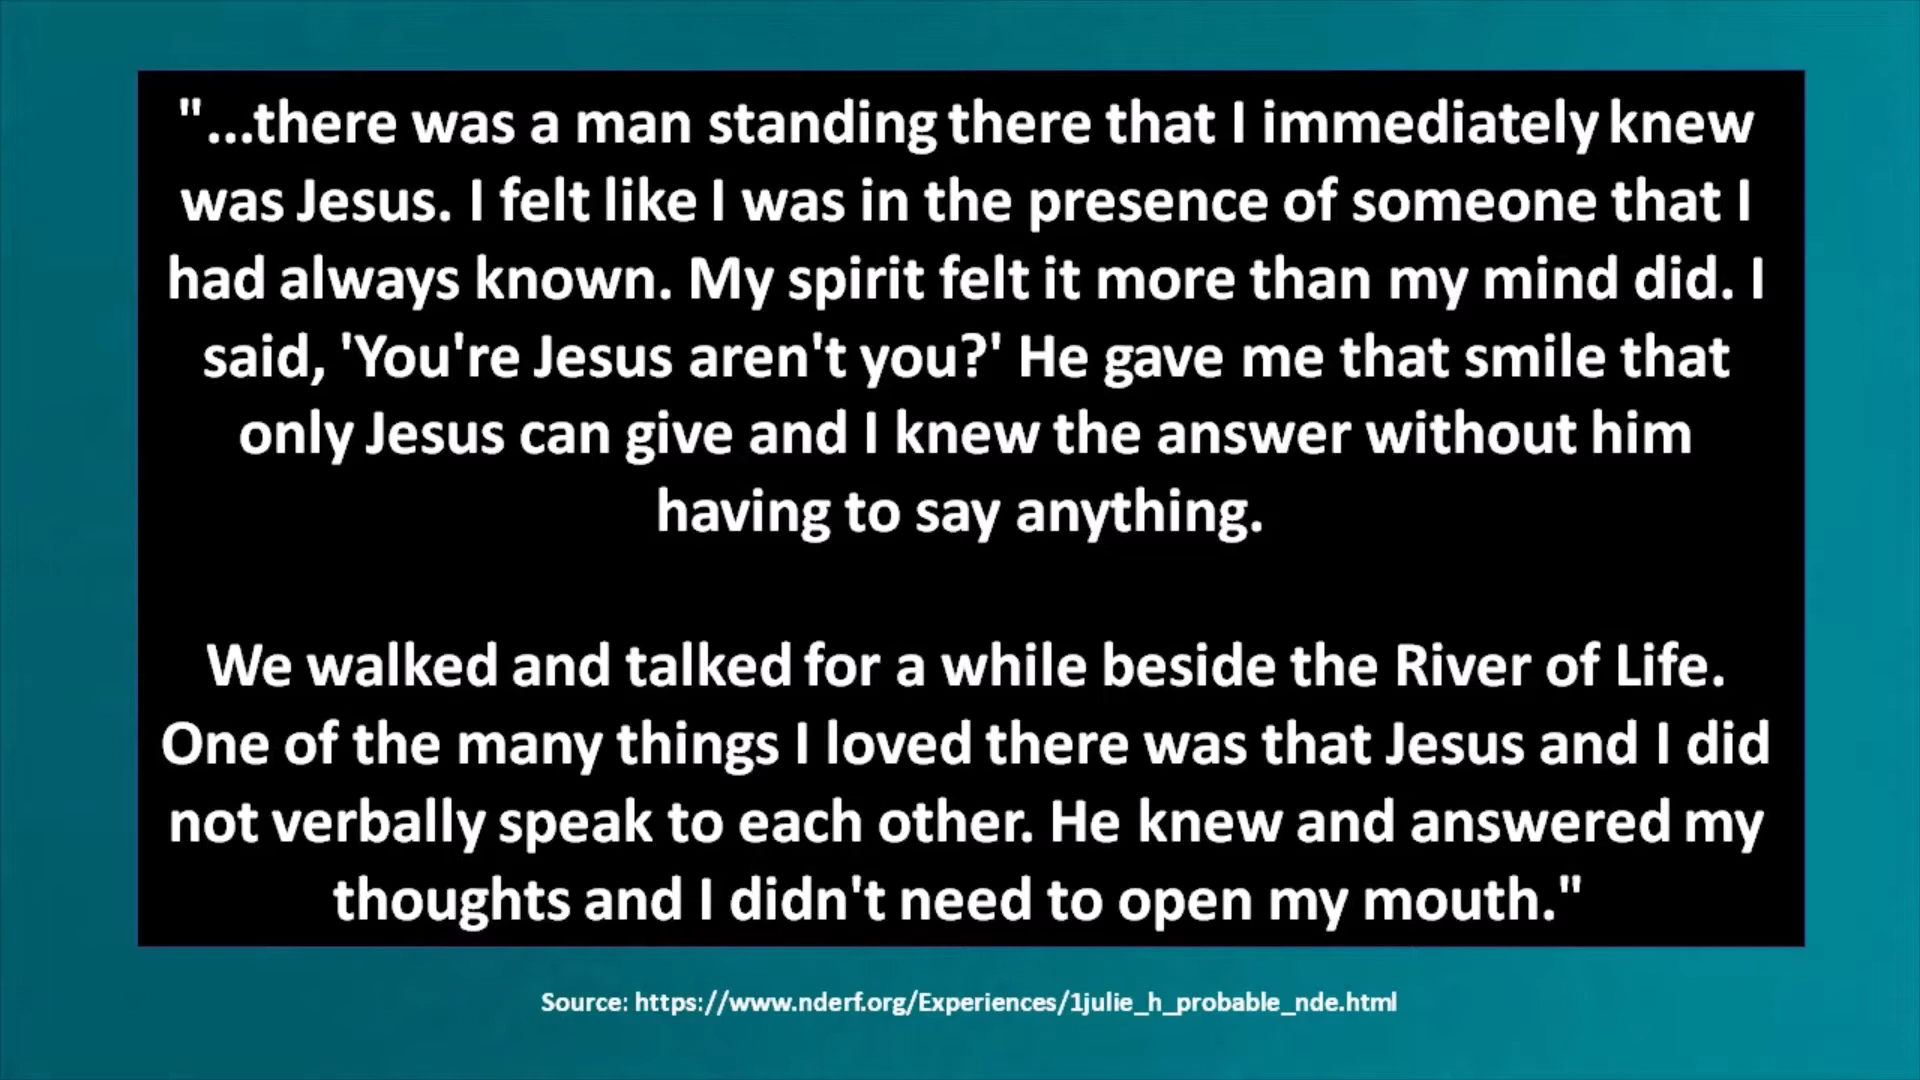 "...there was a man standing there that I immediately knew
was Jesus. I felt like I was in the presence of someone that I
had always known. My spirit felt it more than my mind did. I
said, 'You're Jesus aren't you?' He gave me that smile that
only Jesus can give and I knew the answer without him
having to say anything.
We walked and talked for a while beside the River of Life.
One of the many things I loved there was that Jesus and I did
not verbally speak to each other. He knew and answered my
thoughts and I didn't need to open my mouth."
Source: https://www.nderf.org/Experiences/1julie_h_probable_nde.html